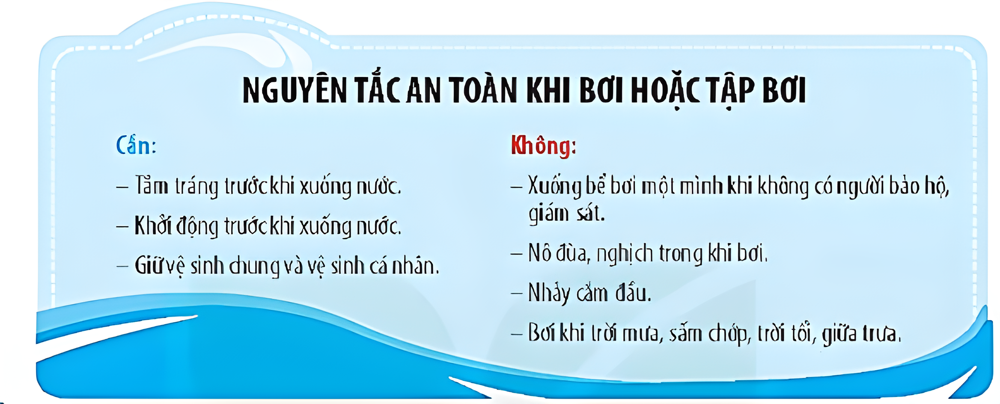 NGUYÊN TẮC AN TOÀN KHI BƠI HOẶC TẬP BƠI
Cần:
– Tắm tráng trước khi xuống nước.
– Khởi động trước khi xuống nước.
– Giữ vệ sinh chung và vệ sinh cá nhân.
Không:
– Xuống bể bơi một mình khi không có người bảo hộ,
giám sát.
– Nô đùa, nghịch trong khi bơi.
– Nhảy cắm đầu.
– Bơi khi trời mưa, sấm chớp, trời tối, giữa trưa.